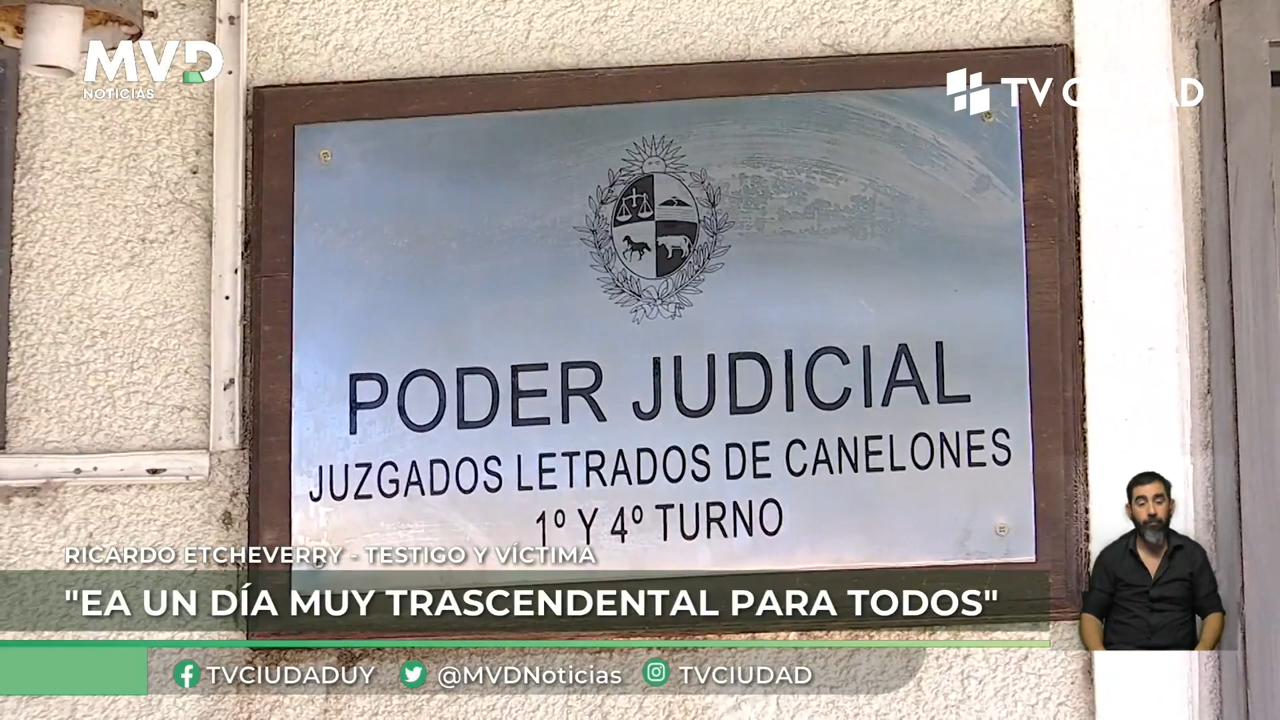 MVD
NOTICIAS
TV CIUDAD
PODER JUDICIAL
JUZGADOS LETRADOS DE CANELONES
1º Y 4º TURNO
RICARDO ETCHEVERRY - TESTIGO Y VÍCTIMA
"EA UN DÍA MUY TRASCENDENTAL PARA TODOS"
TVCIUDADUY @MVDNoticias TVCIUDAD